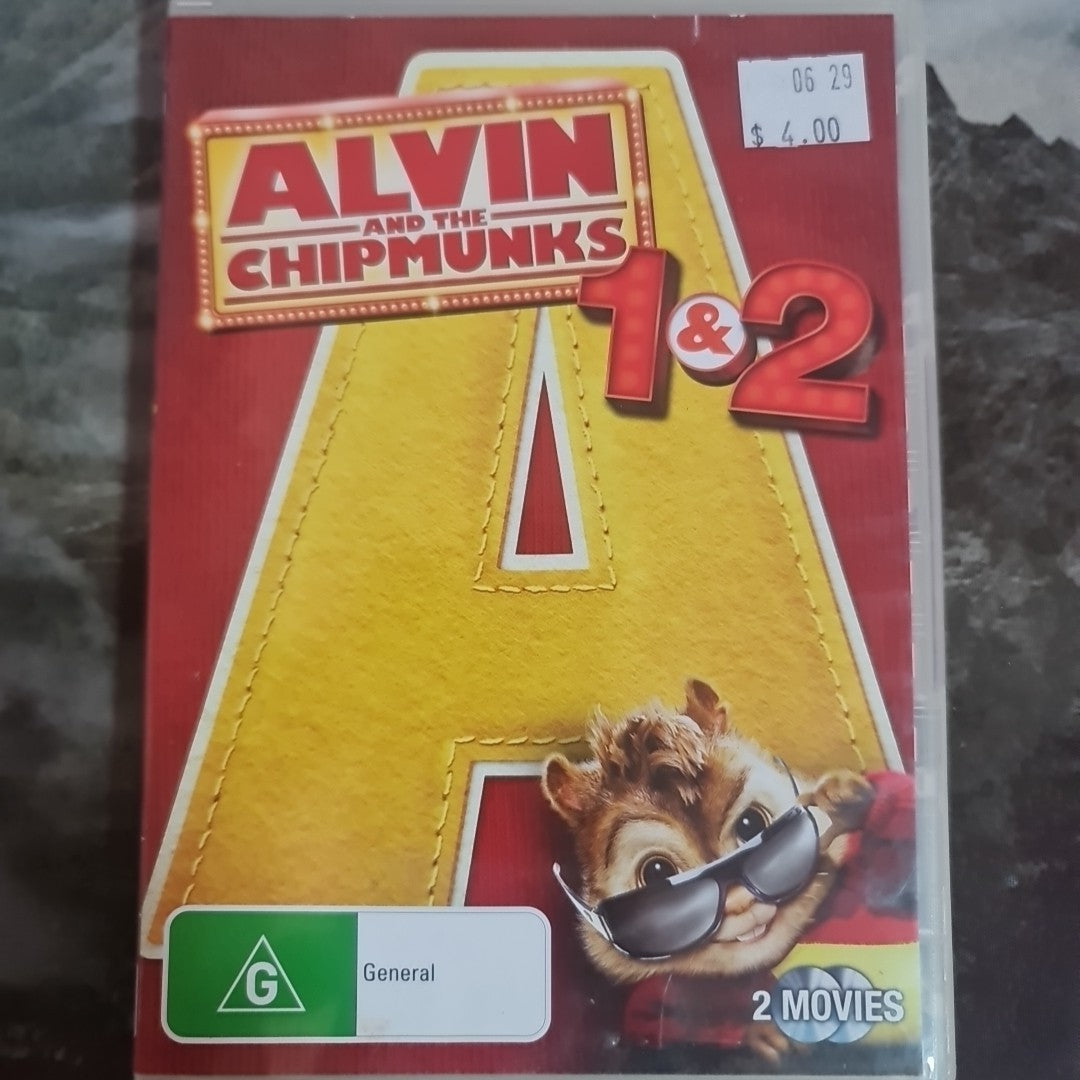 06 29
$ 4.00
ALVIN
AND THE
CHIPMUNKS
1&2
G
General
2 MOVIES